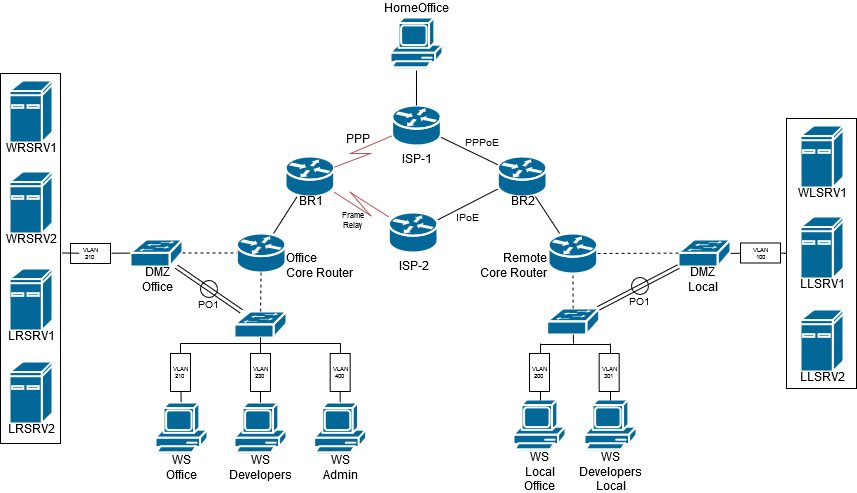 HomeOffice
WRSRV1
PPP
PPPoE
ISP-1
WLSRV1
BR1
BR2
Frame
Relay
IPoE
WRSRV2
VLAN
210
DMZ
Office
Office
Core Router
ISP-2
Remote
Core Router
DMZ
Local
VLAN
100
LLSRV1
PO1
PO1
LRSRV1
VLAN
210
VLAN
230
VLAN
400
VLAN
200
VLAN
301
LLSRV2
LRSRV2
WS
Office
WS
Developers
WS
Admin
WS
Local
Office
WS
Developers
Local